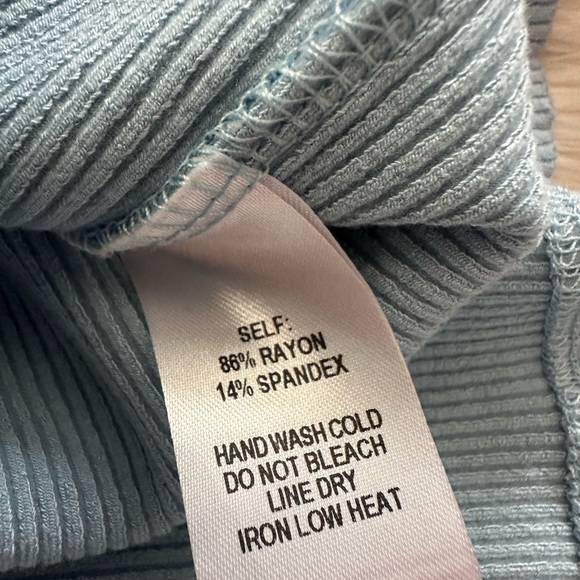 SELF:
86% RAYON
14% SPANDEX
HAND WASH COLD
DO NOT BLEACH
LINE DRY
IRON LOW HEAT